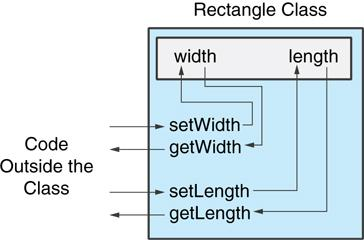 Rectangle Class
width length
setWidth
getWidth
Code
Outside the
Class
setLength
getLength